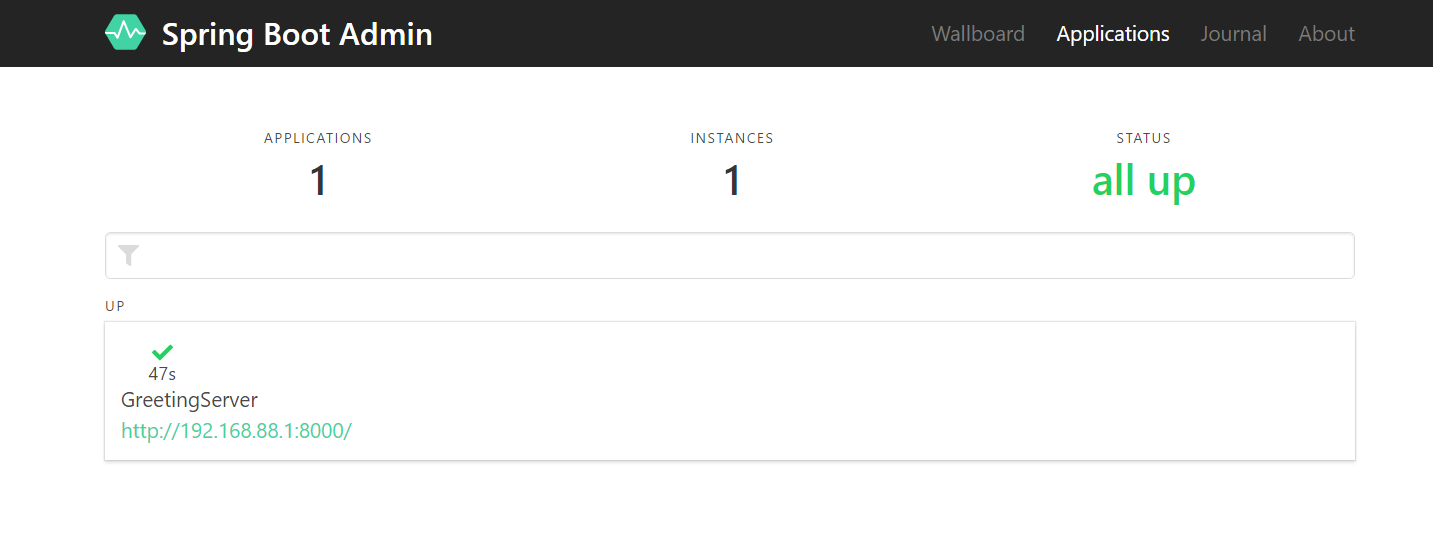 Spring Boot Admin Wallboard Applications Journal About
APPLICATIONS INSTANCES STATUS
1 1 all up
UP
47s
GreetingServer
http://192.168.88.1:8000/